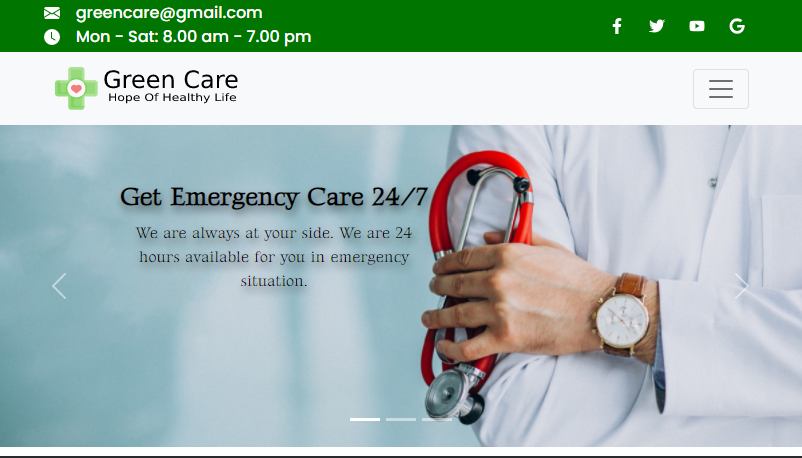 greencare@gmail.com
Mon - Sat: 8.00 am - 7.00 pm
Green Care
Hope Of Healthy Life
Get Emergency Care 24/7
We are always at your side. We are 24
hours available for you in emergency
situation.